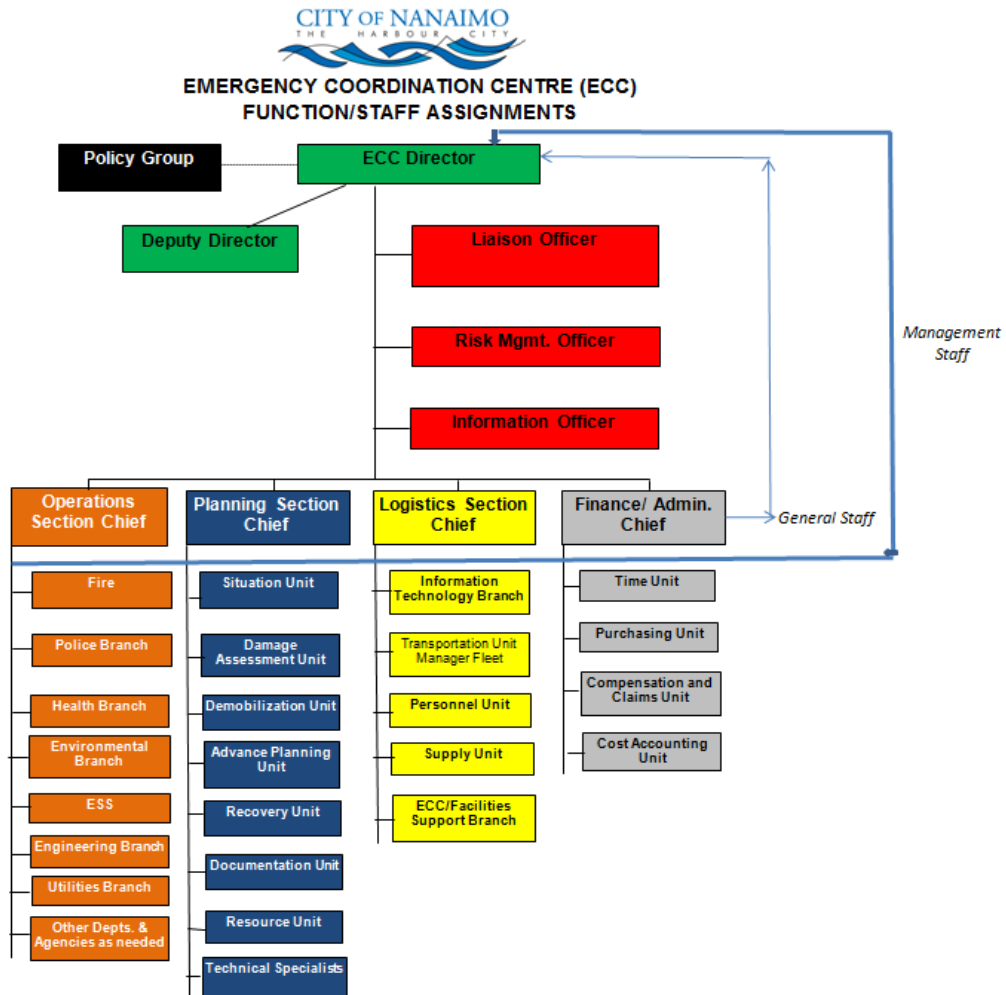 CITY OF NANAIMO
THE HARBOUR CITY
EMERGENCY COORDINATION CENTRE (ECC)
FUNCTION/STAFF ASSIGNMENTS
Policy Group
ECC Director
Deputy Director
Liaison Officer
Risk Mgmt. Officer
Management
Staff
Information Officer
Operations
Section Chief
Planning Section
Chief
Logistics Section
Chief
Finance/ Admin.
Chief
General Staff
Fire
Police Branch
Health Branch
Environmental
Branch
ESS
Engineering Branch
Utilities Branch
Other Depts. &
Agencies as needed
Situation Unit
Damage
Assessment Unit
Demobilization Unit
Advance Planning
Unit
Recovery Unit
Documentation Unit
Resource Unit
Technical Specialists
Information
Technology Branch
Transportation Unit
Manager Fleet
Personnel Unit
Supply Unit
ECC/Facilities
Support Branch
Time Unit
Purchasing Unit
Compensation and
Claims Unit
Cost Accounting
Unit